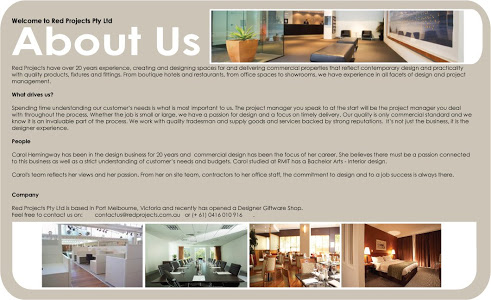 Welcome to Red Projects Pty Ltd
About Us
Red Projects have over 20 years experience, creating and designing spaces for and delivering commercial properties that reflect contemporary design and practicality
with quality products, fixtures and fittings. From boutique hotels and restaurants, from office spaces to showrooms, we have experience in all facets of design and project
management.
What drives us?
Spending time understanding our customer's needs is what is most important to us. The project manager you speak to at the start will be the project manager you deal
with throughout the process. Whether the job is small or large, we have a passion for design and a focus on timely delivery. Our quality is only commercial standard and we
know it is an invaluable part of the process. We work with quality tradesman and supply goods and services backed by strong reputations. It's not just the business, it is the
designer experience.
People
Carol Hemingway has been in the design business for 20 years and commercial design has been the focus of her career. She believes there must be a passion connected
to this business as well as a strict understanding of customer's needs and budgets. Carol studied at RMIT has a Bachelor Arts - Interior design.
Carol's team reflects her views and her passion. From her on site team, contractors to her office staff, the commitment to design and to a job success is always there.
Company
Red Projects Pty Ltd is based in Port Melbourne, Victoria and recently has opened a Designer Giftware Shop.
Feel free to contact us on: contactus@redprojects.com.au or (+ 61) 0416 010 916 .